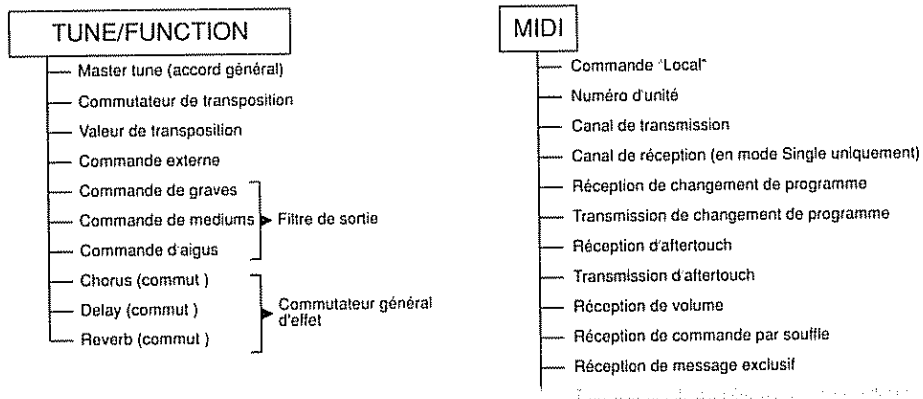 TUNE/FUNCTION
Master tune (accord général)
Commutateur de transposition
Valeur de transposition
Commande externe
Commande de graves
Commande de mediums
Commande d'aigus
Filtre de sortie
Chorus (commut )
Delay (commut )
Reverb (commut )
Commutateur général
d'effet
MIDI
Commande "Local"
Numéro d'unité
Canal de transmission
Canal de réception (en mode Single uniquement)
Réception de changement de programme
Transmission de changement de programme
Réception d'aftertouch
Transmission d'aftertouch
Réception de volume
Réception de commande par souffle
Réception de message exclusif